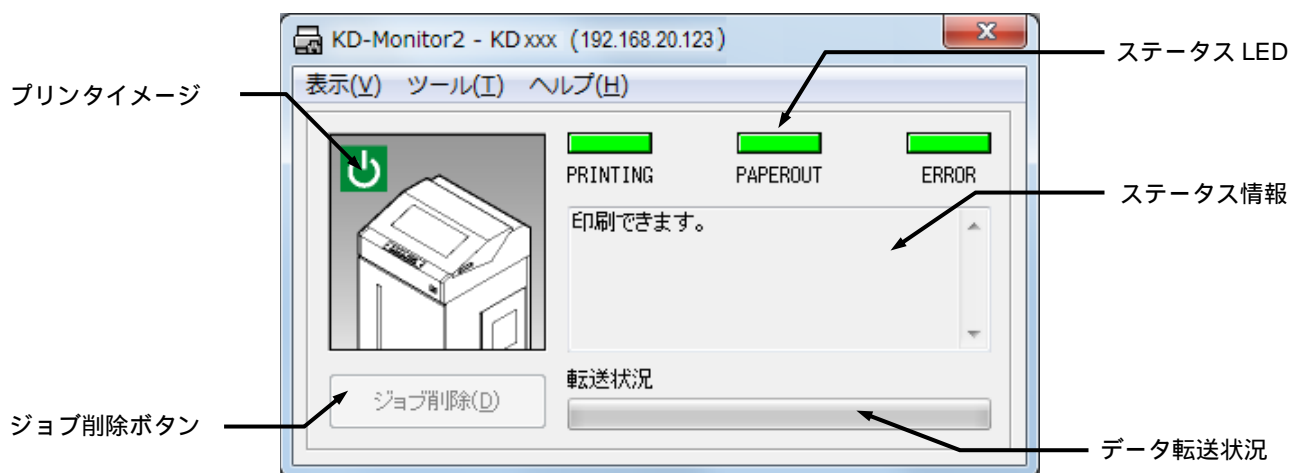 KD-Monitor2 - KDxxx (192.168.20.123)
ステータス LED
表示(V) ツール(T) ヘルプ(H)
プリンタイメージ
PRINTING PAPEROUT ERROR
ステータス情報
印刷できます。
転送状況
ジョブ削除(D)
ジョブ削除ボタン
データ転送状況